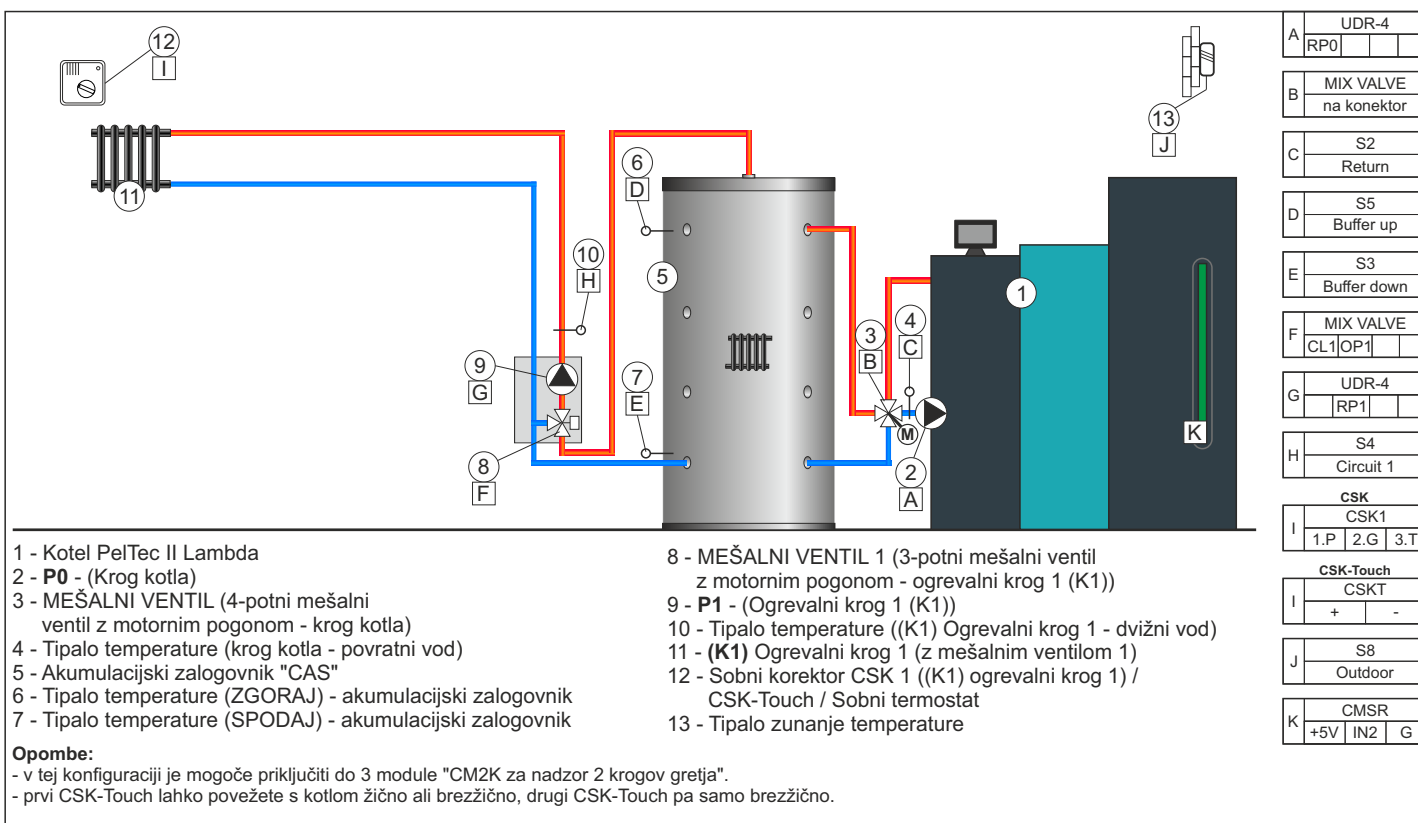 12
I
11
6
D
5
10
H
9
G
7
E
8
F
3
B
4
C
M
2
A
1
13
J
K
1 - Kotel PelTec II Lambda
2 - P0 - (Krog kotla)
3 - MEŠALNI VENTIL (4-potni mešalni
ventil z motornim pogonom - krog kotla)
4 - Tipalo temperature (krog kotla - povratni vod)
5 - Akumulacijski zalogovnik "CAS"
6 - Tipalo temperature (ZGORAJ) - akumulacijski zalogovnik
7 - Tipalo temperature (SPODAJ) - akumulacijski zalogovnik
8 - MEŠALNI VENTIL 1 (3-potni mešalni ventil
z motornim pogonom - ogrevalni krog 1 (K1))
9 - P1 - (Ogrevalni krog 1 (K1))
10 - Tipalo temperature ((K1) Ogrevalni krog 1 - dvižni vod)
11 - (K1) Ogrevalni krog 1 (z mešalnim ventilom 1)
12 - Sobni korektor CSK 1 ((K1) ogrevalni krog 1) /
CSK-Touch / Sobni termostat
13 - Tipalo zunanje temperature
Opombe:
- v tej konfiguraciji je mogoče priključiti do 3 module "CM2K za nadzor 2 krogov gretja".
- prvi CSK-Touch lahko povežete s kotlom žično ali brezžično, drugi CSK-Touch pa samo brezžično.
A UDR-4
RP0
B MIX VALVE
na konektor
C S2
Return
D S5
Buffer up
E S3
Buffer down
F MIX VALVE
CL1 OP1
G UDR-4
RP1
H S4
Circuit 1
CSK
I CSK1
1.P 2.G 3.T
CSK-Touch
I CSKT
+ -
J S8
Outdoor
K CMSR
+5V IN2 G